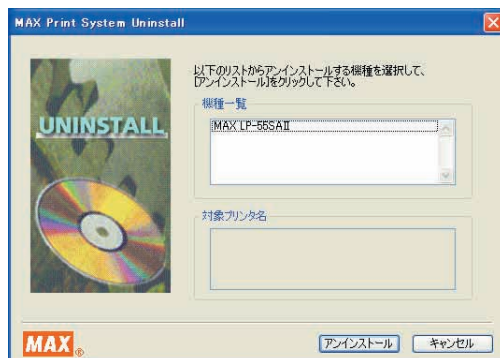 MAX Print System Uninstall
UNINSTALL
以下のリストからアンインストールする機種を選択して、
[アンインストール]をクリックして下さい。
機種一覧
MAX LP-55SAⅡ
対象プリンタ名
MAX®
アンインストール
キャンセル